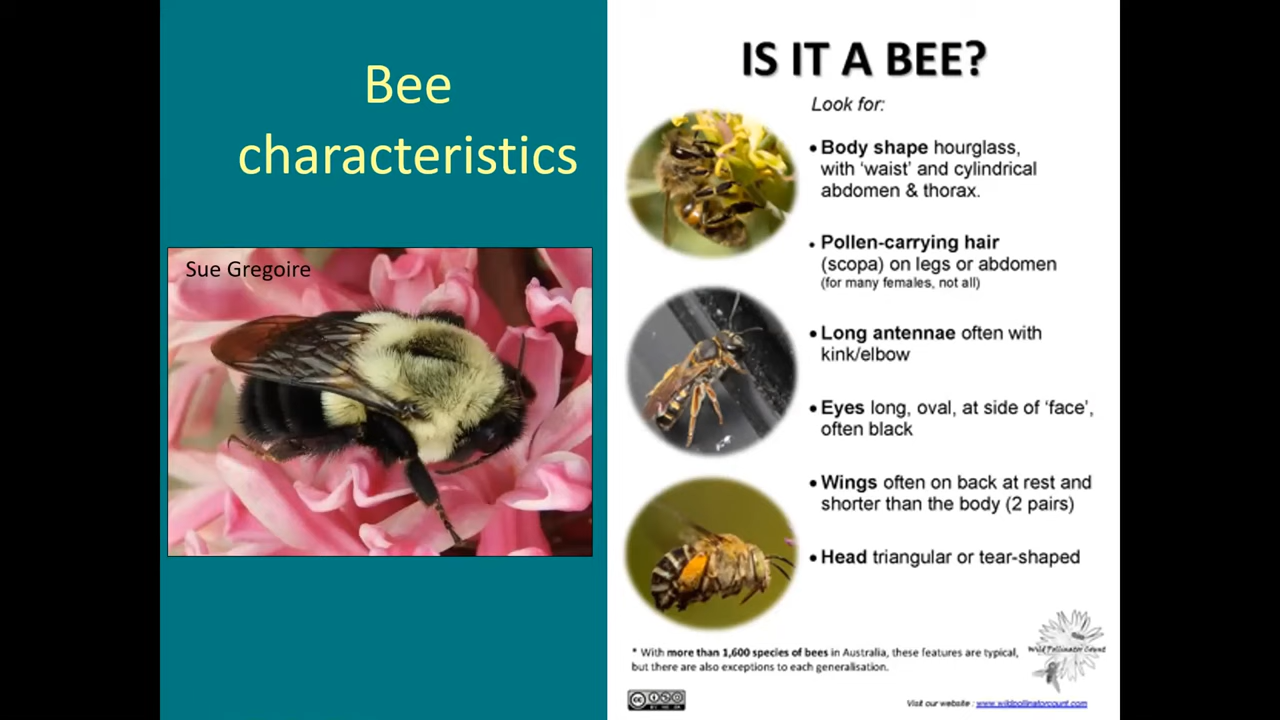 Bee
characteristics
Sue Gregoire
IS IT A BEE?
Look for:
• Body shape hourglass,
with ‘waist’ and cylindrical
abdomen & thorax.
• Pollen-carrying hair
(scopa) on legs or abdomen
(for many females, not all)
• Long antennae often with
kink/elbow
• Eyes long, oval, at side of ‘face’,
often black
• Wings often on back at rest and
shorter than the body (2 pairs)
• Head triangular or tear-shaped
* With more than 1,600 species of bees in Australia, these features are typical,
but there are also exceptions to each generalisation.
Wild Pollinator Count
cc
Visit our website : www.wildpollinatorcount.com